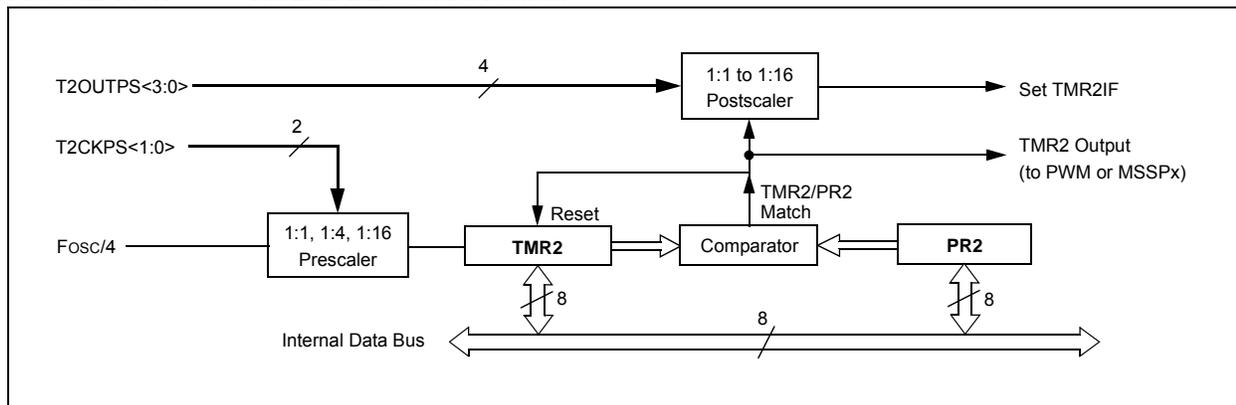 T2OUTPS<3:0>
4
1:1 to 1:16
Postscaler
Set TMR2IF
T2CKPS<1:0>
2
TMR2 Output
(to PWM or MSSPx)
Reset
TMR2/PR2
Match
FOSC/4
1:1, 1:4, 1:16
Prescaler
TMR2
Comparator
PR2
8
8
Internal Data Bus
8